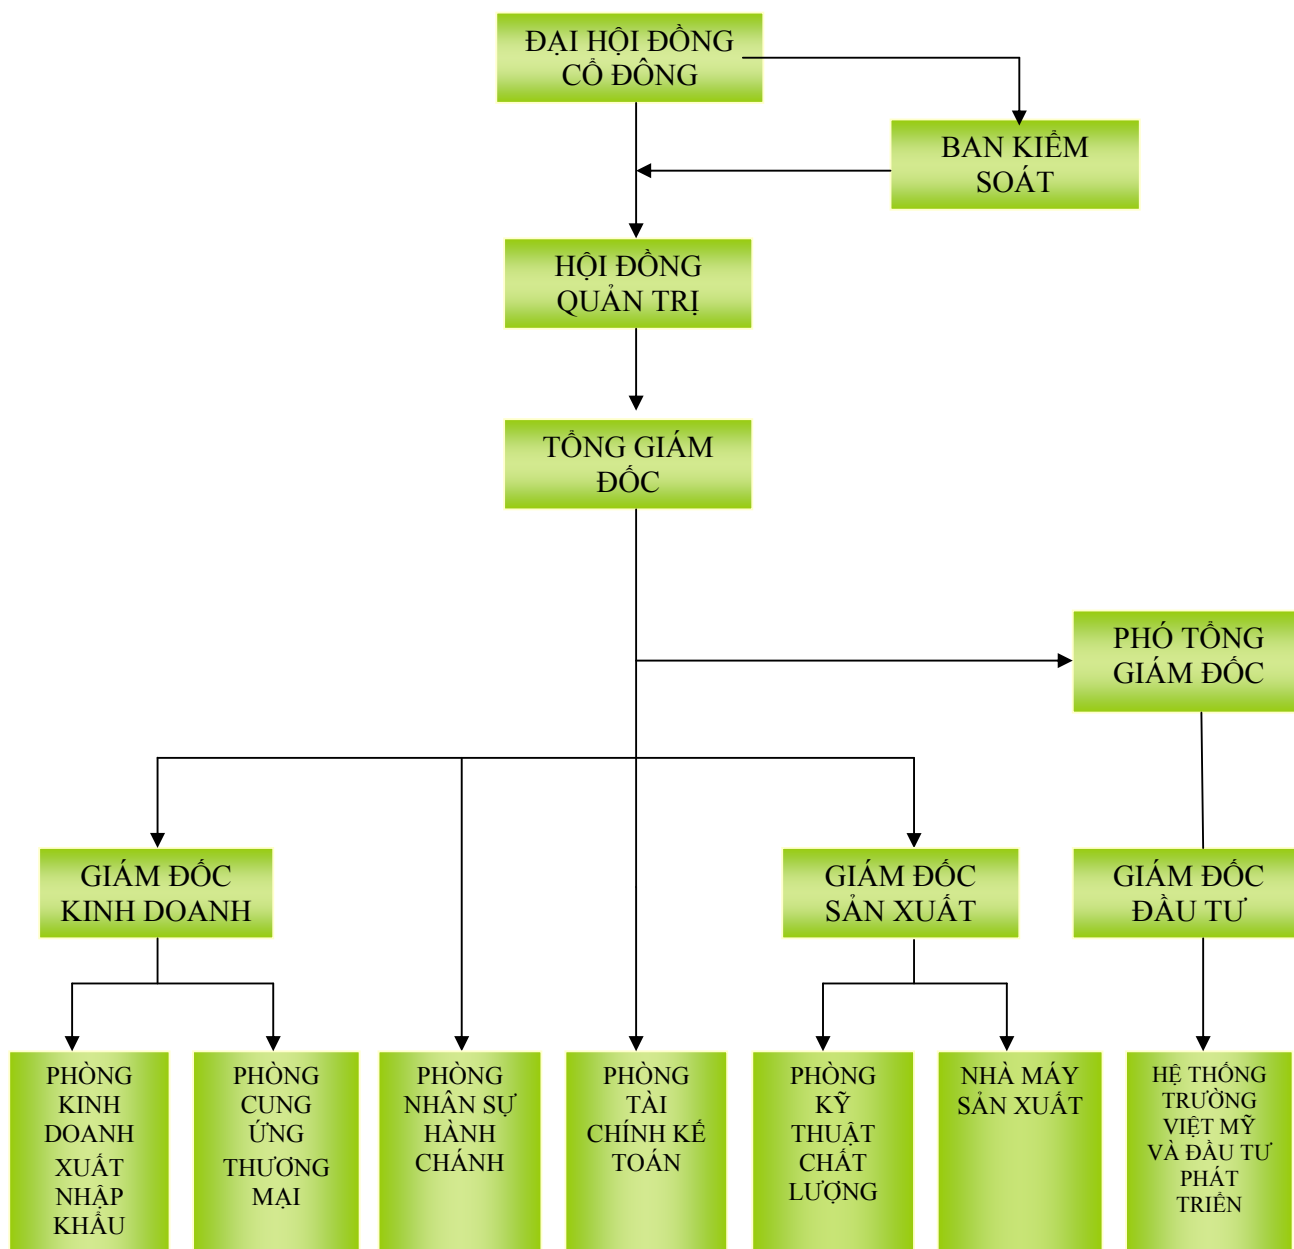 ĐẠI HỘI ĐỒNG
CỔ ĐÔNG
BAN KIỂM
SOÁT
HỘI ĐỒNG
QUẢN TRỊ
TỔNG GIÁM
ĐỐC
PHÓ TỔNG
GIÁM ĐỐC
GIÁM ĐỐC
KINH DOANH
GIÁM ĐỐC
SẢN XUẤT
GIÁM ĐỐC
ĐẦU TƯ
PHÒNG
KINH
DOANH
XUẤT
NHẬP
KHẨU
PHÒNG
CUNG
ỨNG
THƯƠNG
MẠI
PHÒNG
NHÂN SỰ
HÀNH
CHÁNH
PHÒNG
TÀI
CHÍNH KẾ
TOÁN
PHÒNG
KỸ
THUẬT
CHẤT
LƯỢNG
NHÀ MÁY
SẢN XUẤT
HỆ THỐNG
TRƯỜNG
VIỆT MỸ
VÀ ĐẦU TƯ
PHÁT
TRIỂN